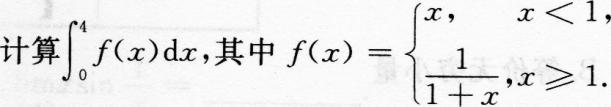 计算∫₀⁴ f(x)dx,其中 f(x) = { x, x < 1,
1/(1+x), x ≥ 1.